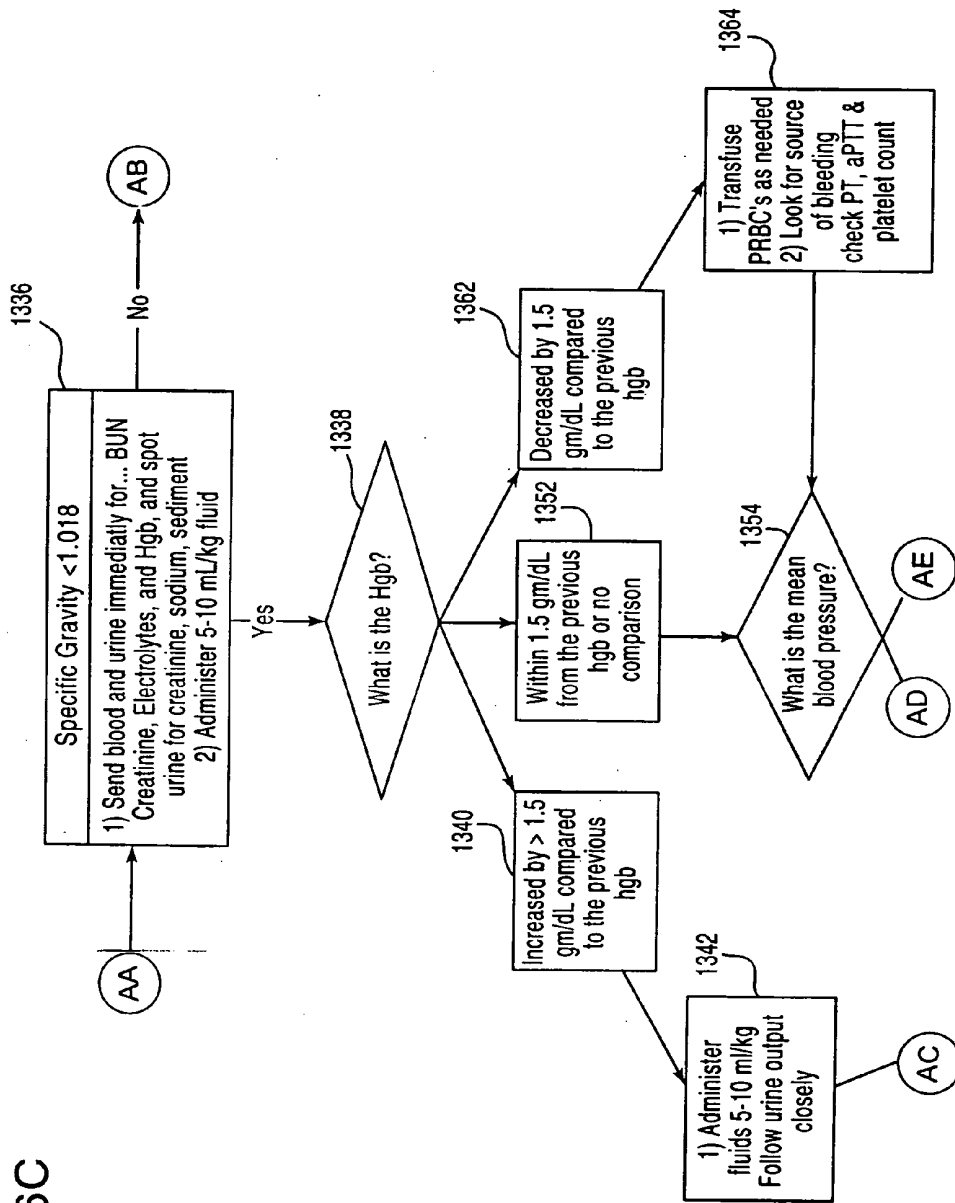 6C
AA
1336
Specific Gravity <1.018
1) Send blood and urine immediatly for... BUN
Creatinine, Electrolytes, and Hgb, and spot
urine for creatinine, sodium, sediment
2) Administer 5-10 mL/kg fluid
No
AB
Yes
1338
What is the Hgb?
1340
Increased by > 1.5
gm/dL compared
to the previous
hgb
1352
Within 1.5 gm/dL
from the previous
hgb or no
comparison
1362
Decreased by 1.5
gm/dL compared
to the previous
hgb
1342
1) Administer
fluids 5-10 ml/kg
Follow urine output
closely
AC
1354
What is the mean
blood pressure?
AD
AE
1364
1) Transfuse
PRBC's as needed
2) Look for source
of bleeding
check PT, aPTT &
platelet count